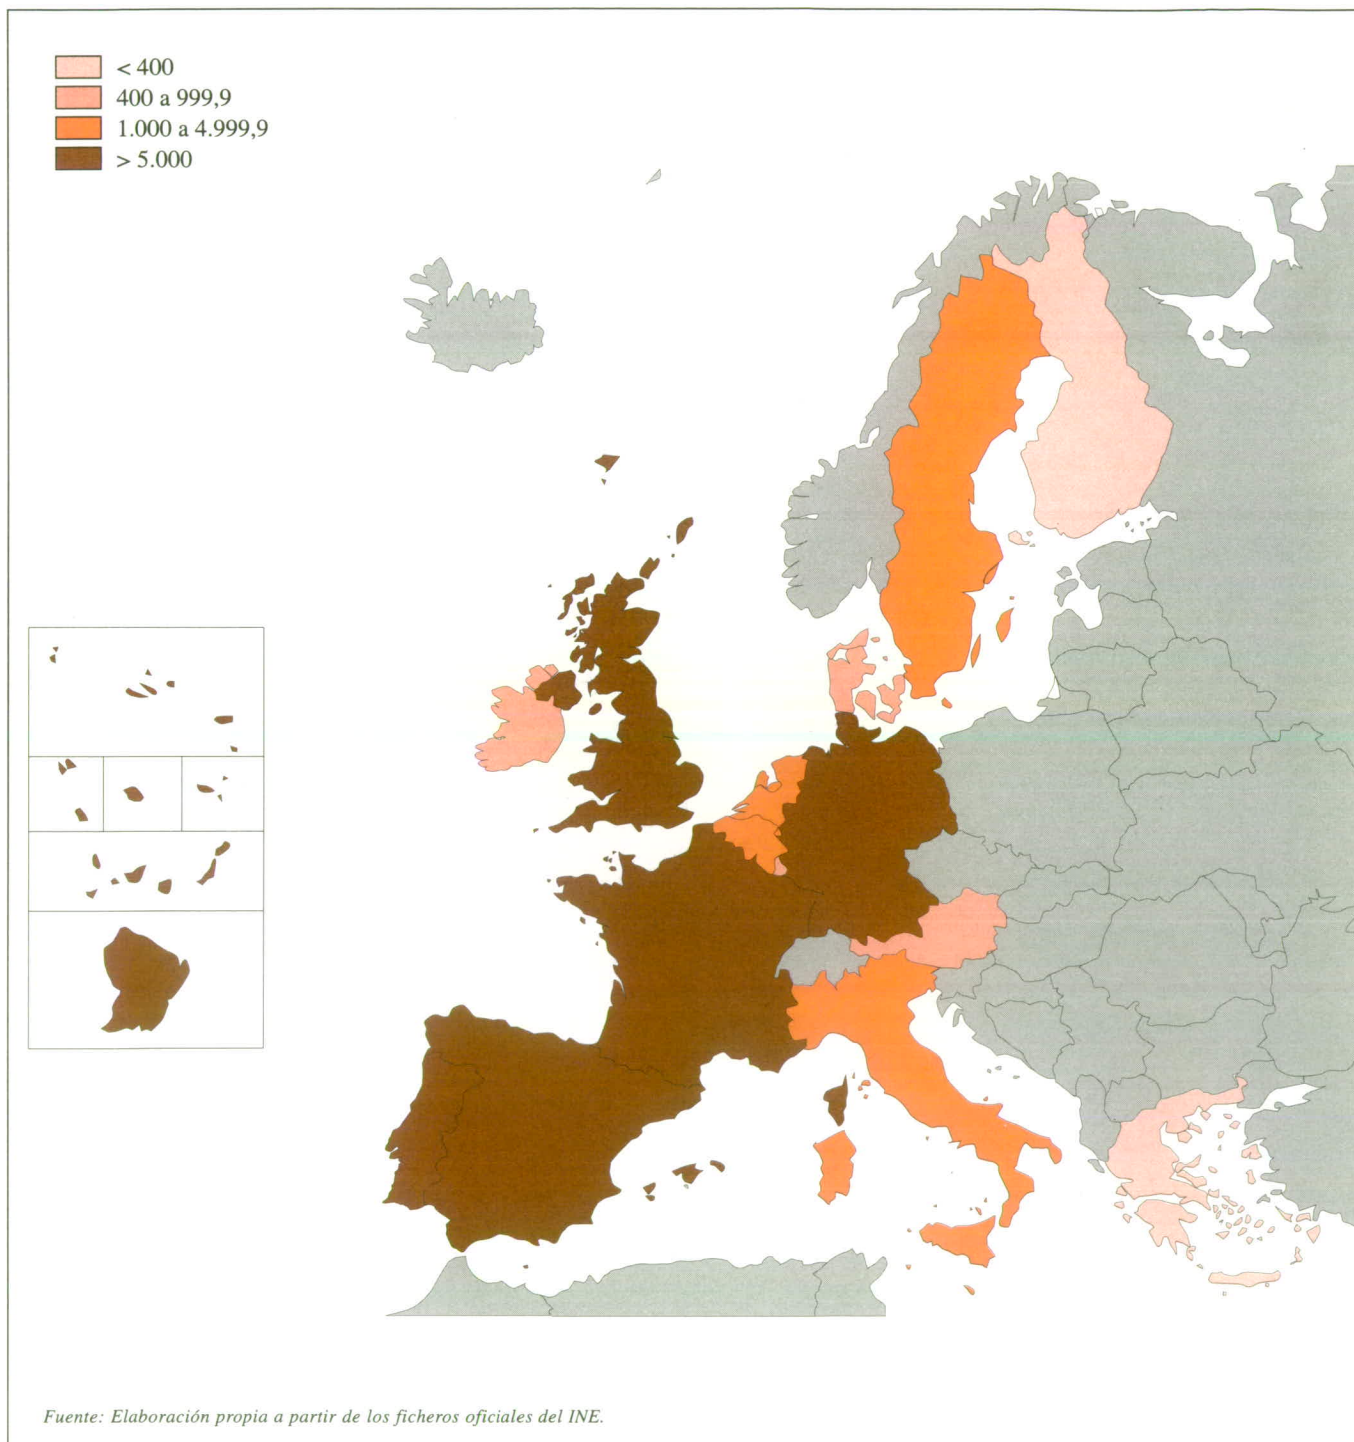 < 400
400 a 999,9
1.000 a 4.999,9
> 5.000
Fuente: Elaboración propia a partir de los ficheros oficiales del INE.